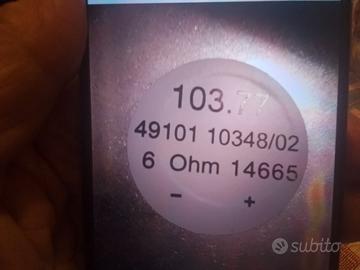 103.77
49101 10348/02
6 Ohm 14665
- +
subito